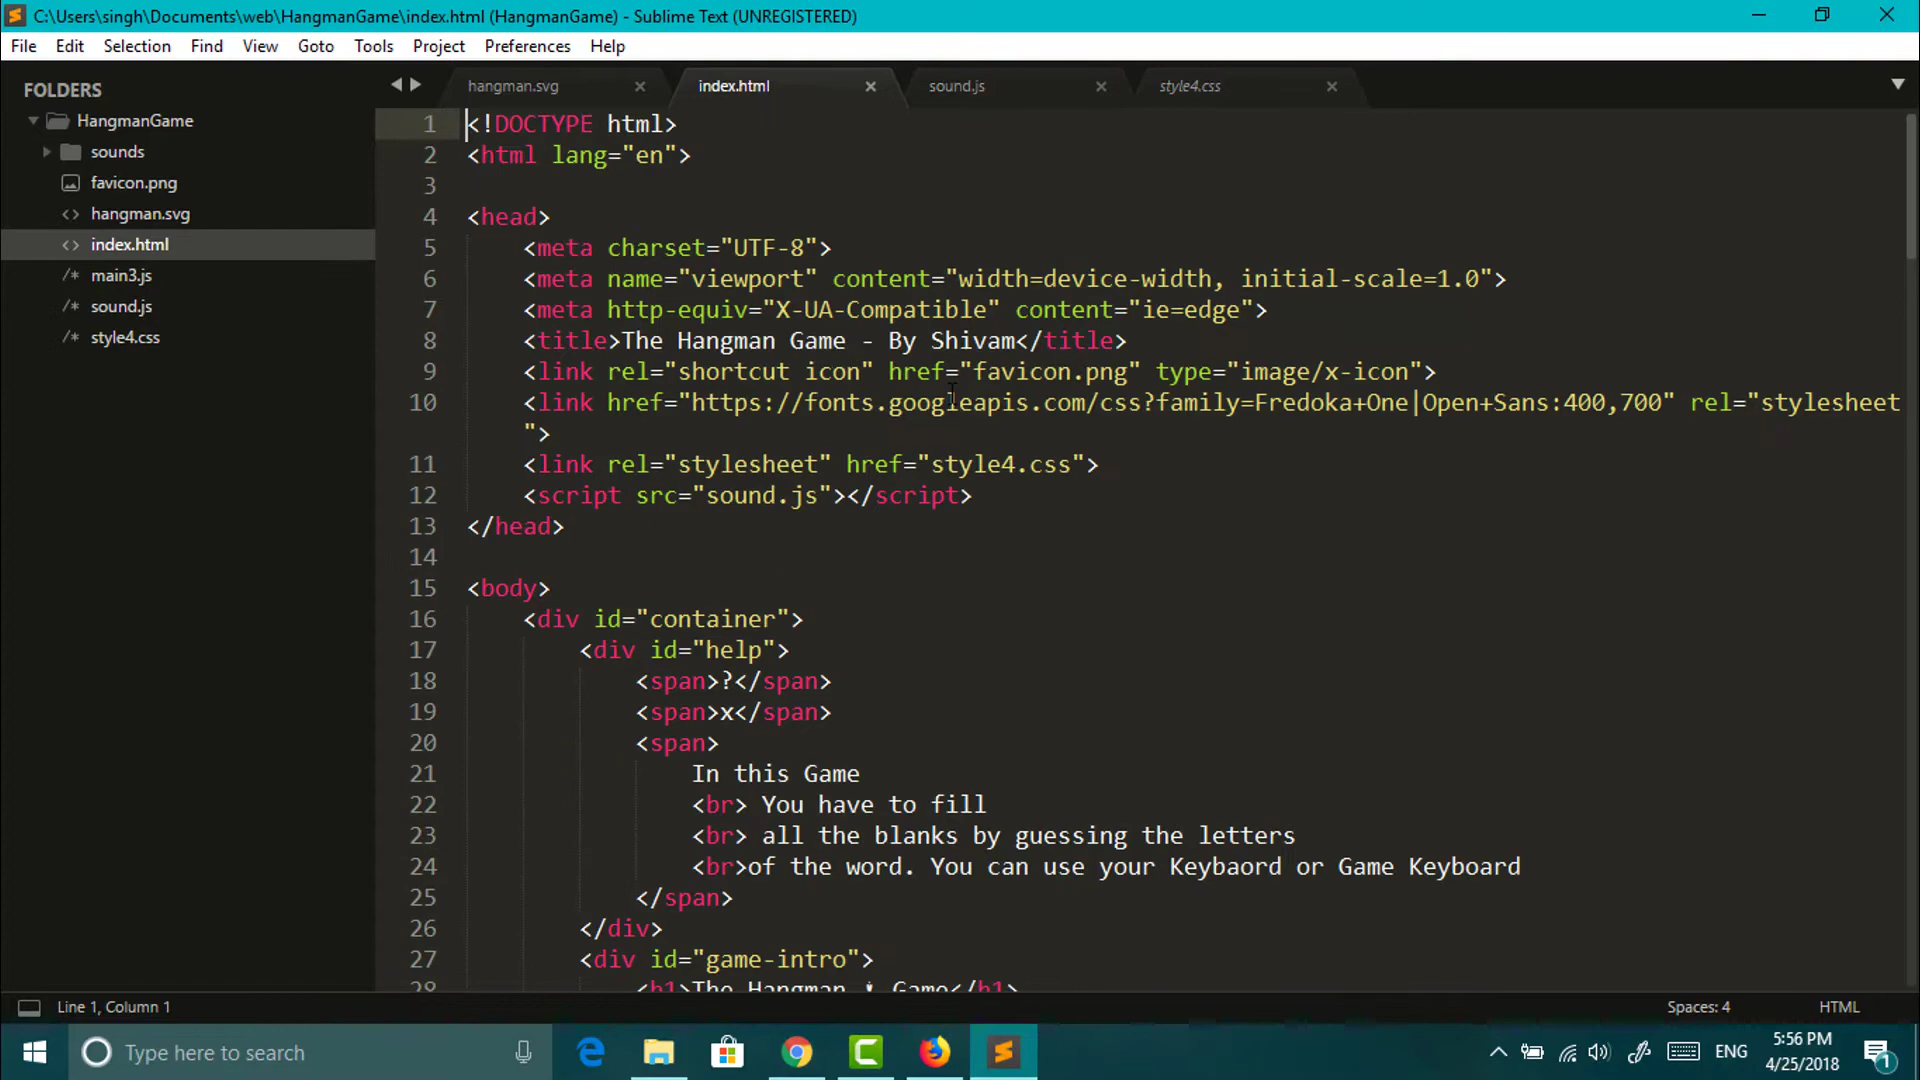 C:\Users\singh\Documents\web\HangmanGame\index.html (HangmanGame) - Sublime Text (UNREGISTERED)
File Edit Selection Find View Goto Tools Project Preferences Help
FOLDERS
HangmanGame
sounds
favicon.png
hangman.svg
index.html
main3.js
sound.js
style4.css
hangman.svg index.html sound.js style4.css
1 <!DOCTYPE html>
2 <html lang="en">
3
4 <head>
5 <meta charset="UTF-8">
6 <meta name="viewport" content="width=device-width, initial-scale=1.0">
7 <meta http-equiv="X-UA-Compatible" content="ie=edge">
8 <title>The Hangman Game - By Shivam</title>
9 <link rel="shortcut icon" href="favicon.png" type="image/x-icon">
10 <link href="https://fonts.googleapis.com/css?family=Fredoka+One|Open+Sans:400,700" rel="stylesheet
">
11 <link rel="stylesheet" href="style4.css">
12 <script src="sound.js"></script>
13 </head>
14
15 <body>
16 <div id="container">
17 <div id="help">
18 <span>?</span>
19 <span>x</span>
20 <span>
21 In this Game
22 <br> You have to fill
23 <br> all the blanks by guessing the letters
24 <br>of the word. You can use your Keybaord or Game Keyboard
25 </span>
26 </div>
27 <div id="game-intro">
28 <h1>The Hangman ! Game</h1>
Line 1, Column 1 Spaces: 4 HTML
Type here to search
ENG
5:56 PM
4/25/2018
1